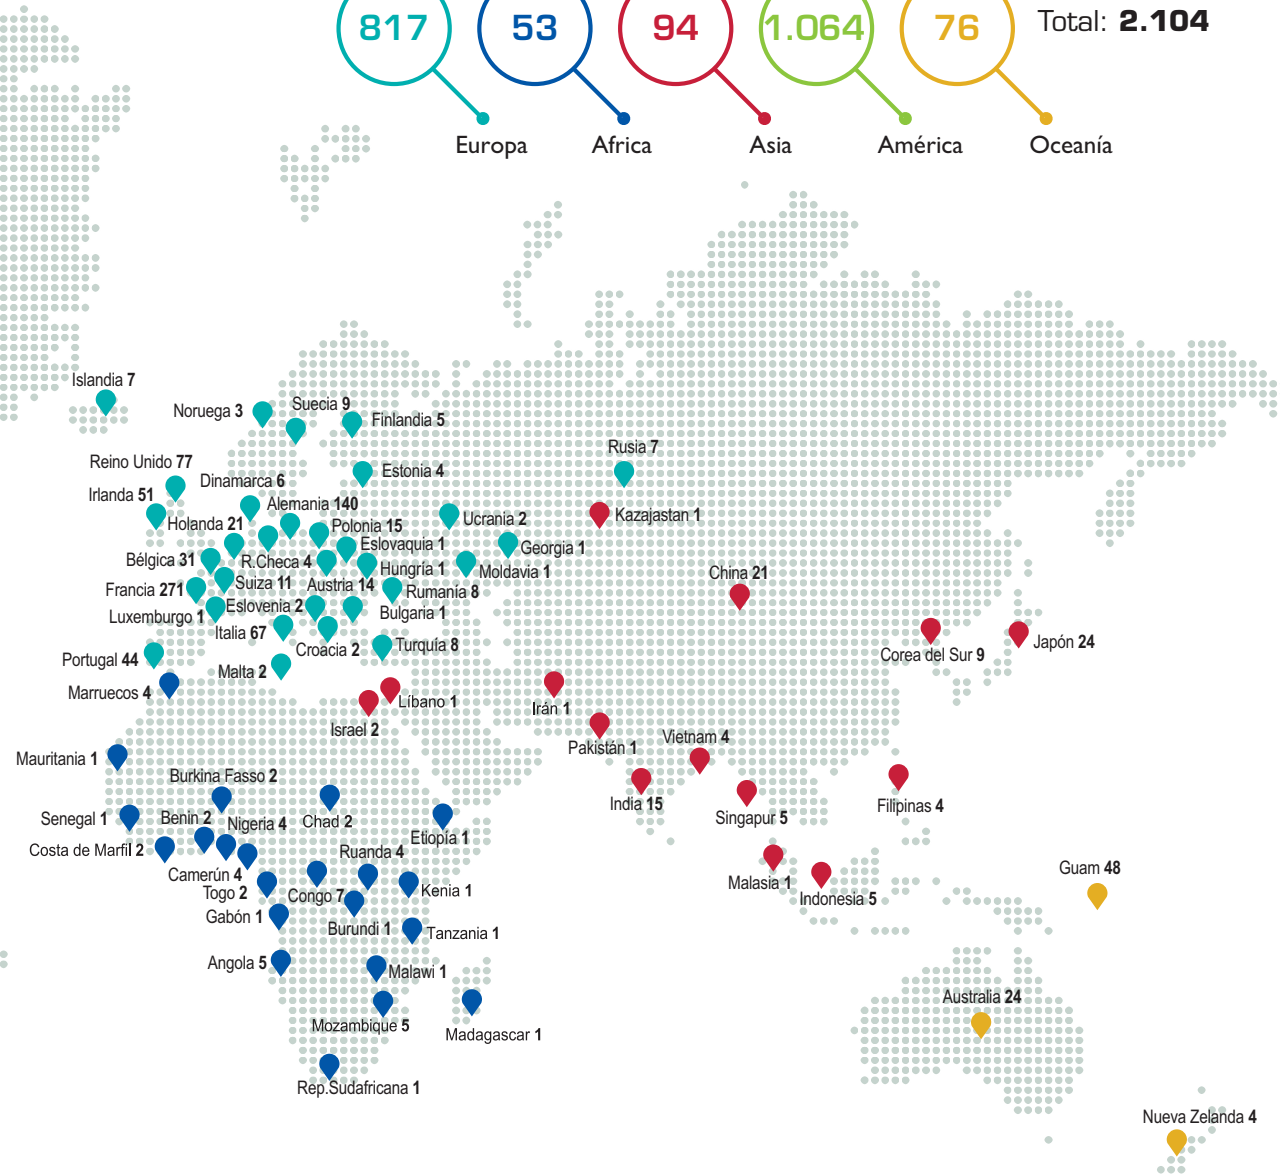 817 53 94 1.064 76 Total: 2.104
Europa Africa Asia América Oceanía
Islandia 7
Noruega 3
Suecia 9
Finlandia 5
Rusia 7
Reino Unido 77
Estonia 4
Dinamarca 6
Irlanda 51
Alemania 140
Kazajastan 1
Ucrania 2
Holanda 21
Polonia 15
Eslovaquia 1
Georgia 1
Bélgica 31
R.Checa 4
Hungría 1
Moldavia 1
China 21
Suiza 11
Austria 14
Francia 271
Rumanía 8
Eslovenia 2
Luxemburgo 1
Bulgaria 1
Italia 67
Croacia 2
Turquía 8
Japón 24
Corea del Sur 9
Portugal 44
Malta 2
Marruecos 4
Líbano 1
Irán 1
Israel 2
Vietnam 4
Pakistán 1
Mauritania 1
Burkina Fasso 2
India 15
Filipinas 4
Senegal 1
Benin 2
Nigeria 4
Chad 2
Singapur 5
Etiopía 1
Costa de Marfil 2
Ruanda 4
Guam 48
Camerún 4
Malasia 1
Togo 2
Congo 7
Kenia 1
Indonesia 5
Gabón 1
Burundi 1
Tanzania 1
Angola 5
Malawi 1
Australia 24
Mozambique 5
Madagascar 1
Rep.Sudafricana 1
Nueva Zelanda 4